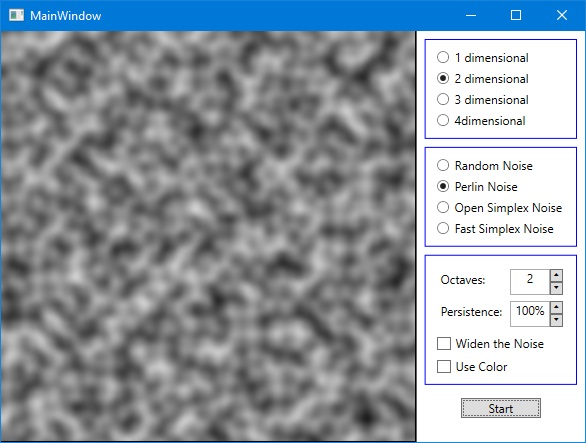 MainWindow
1 dimensional
2 dimensional
3 dimensional
4dimensional
Random Noise
Perlin Noise
Open Simplex Noise
Fast Simplex Noise
Octaves: 2
Persistence: 100%
Widen the Noise
Use Color
Start